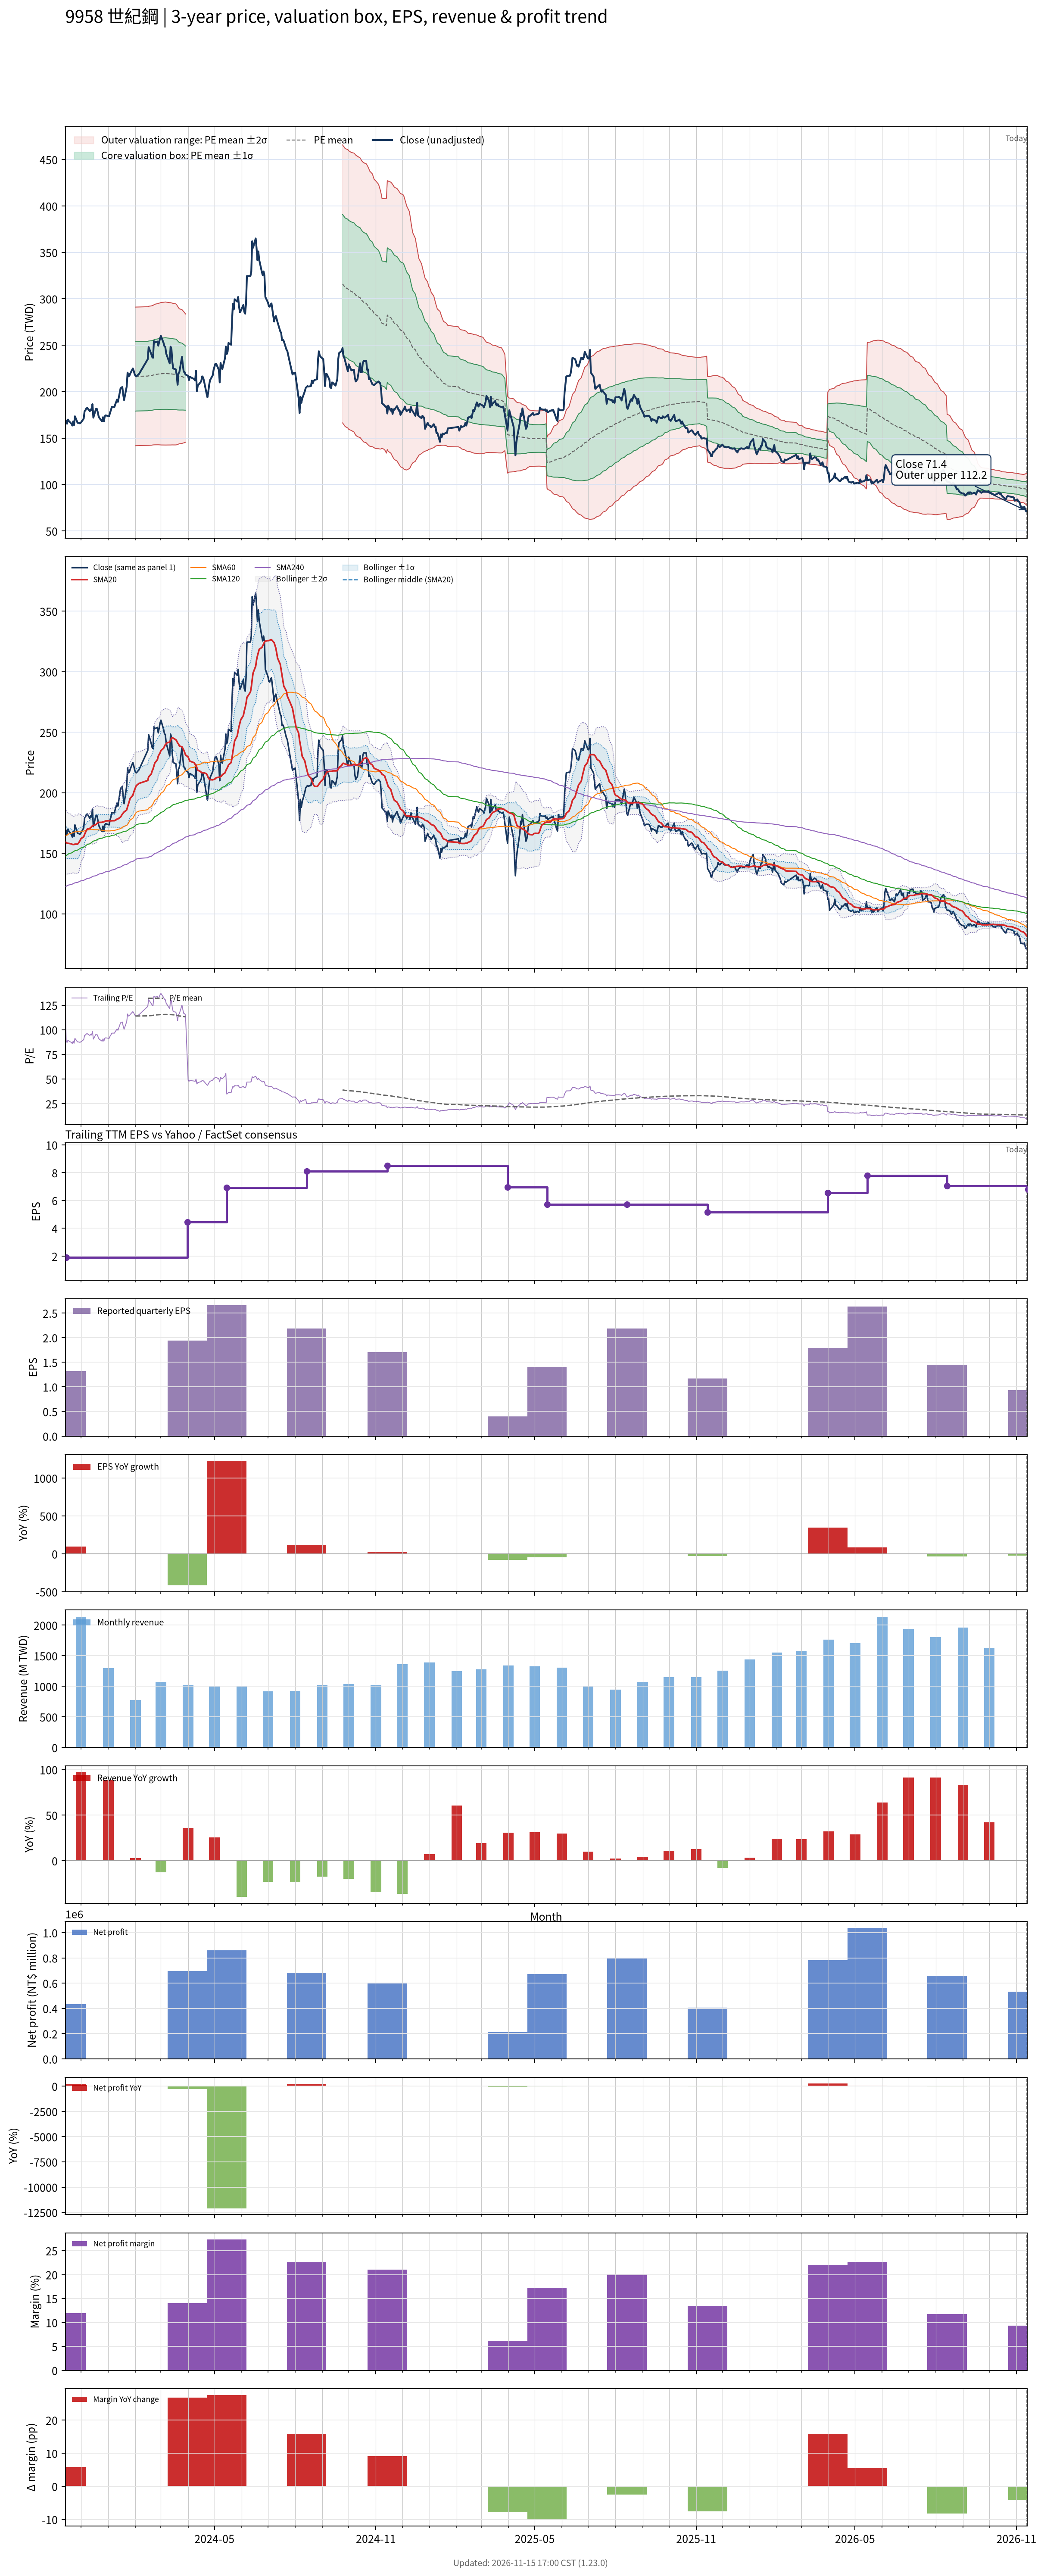 9958 世紀鋼 | 3-year price, valuation box, EPS, revenue & profit trend
Outer valuation range: PE mean ±2σ
Core valuation box: PE mean ±1σ
PE mean
Close (unadjusted)
Today
Price (TWD)
450
400
350
300
250
200
150
100
50
Close 71.4
Outer upper 112.2
Close (same as panel 1)
SMA20
SMA60
SMA120
SMA240
Bollinger ±2σ
Bollinger ±1σ
Bollinger middle (SMA20)
Price
350
300
250
200
150
100
Trailing P/E
P/E mean
P/E
125
100
75
50
25
Trailing TTM EPS vs Yahoo / FactSet consensus
Today
EPS
10
8
6
4
2
Reported quarterly EPS
EPS
2.5
2.0
1.5
1.0
0.5
0.0
EPS YoY growth
YoY (%)
1000
500
0
-500
Monthly revenue
Revenue (M TWD)
2000
1500
1000
500
0
Revenue YoY growth
YoY (%)
100
50
0
Month
1e6
Net profit
Net profit (NT$ million)
1.0
0.8
0.6
0.4
0.2
0.0
Net profit YoY
YoY (%)
0
-2500
-5000
-7500
-10000
-12500
Net profit margin
Margin (%)
25
20
15
10
5
0
Margin YoY change
Δ margin (pp)
20
10
0
-10
2024-05
2024-11
2025-05
2025-11
2026-05
2026-11
Updated: 2026-11-15 17:00 CST (1.23.0)